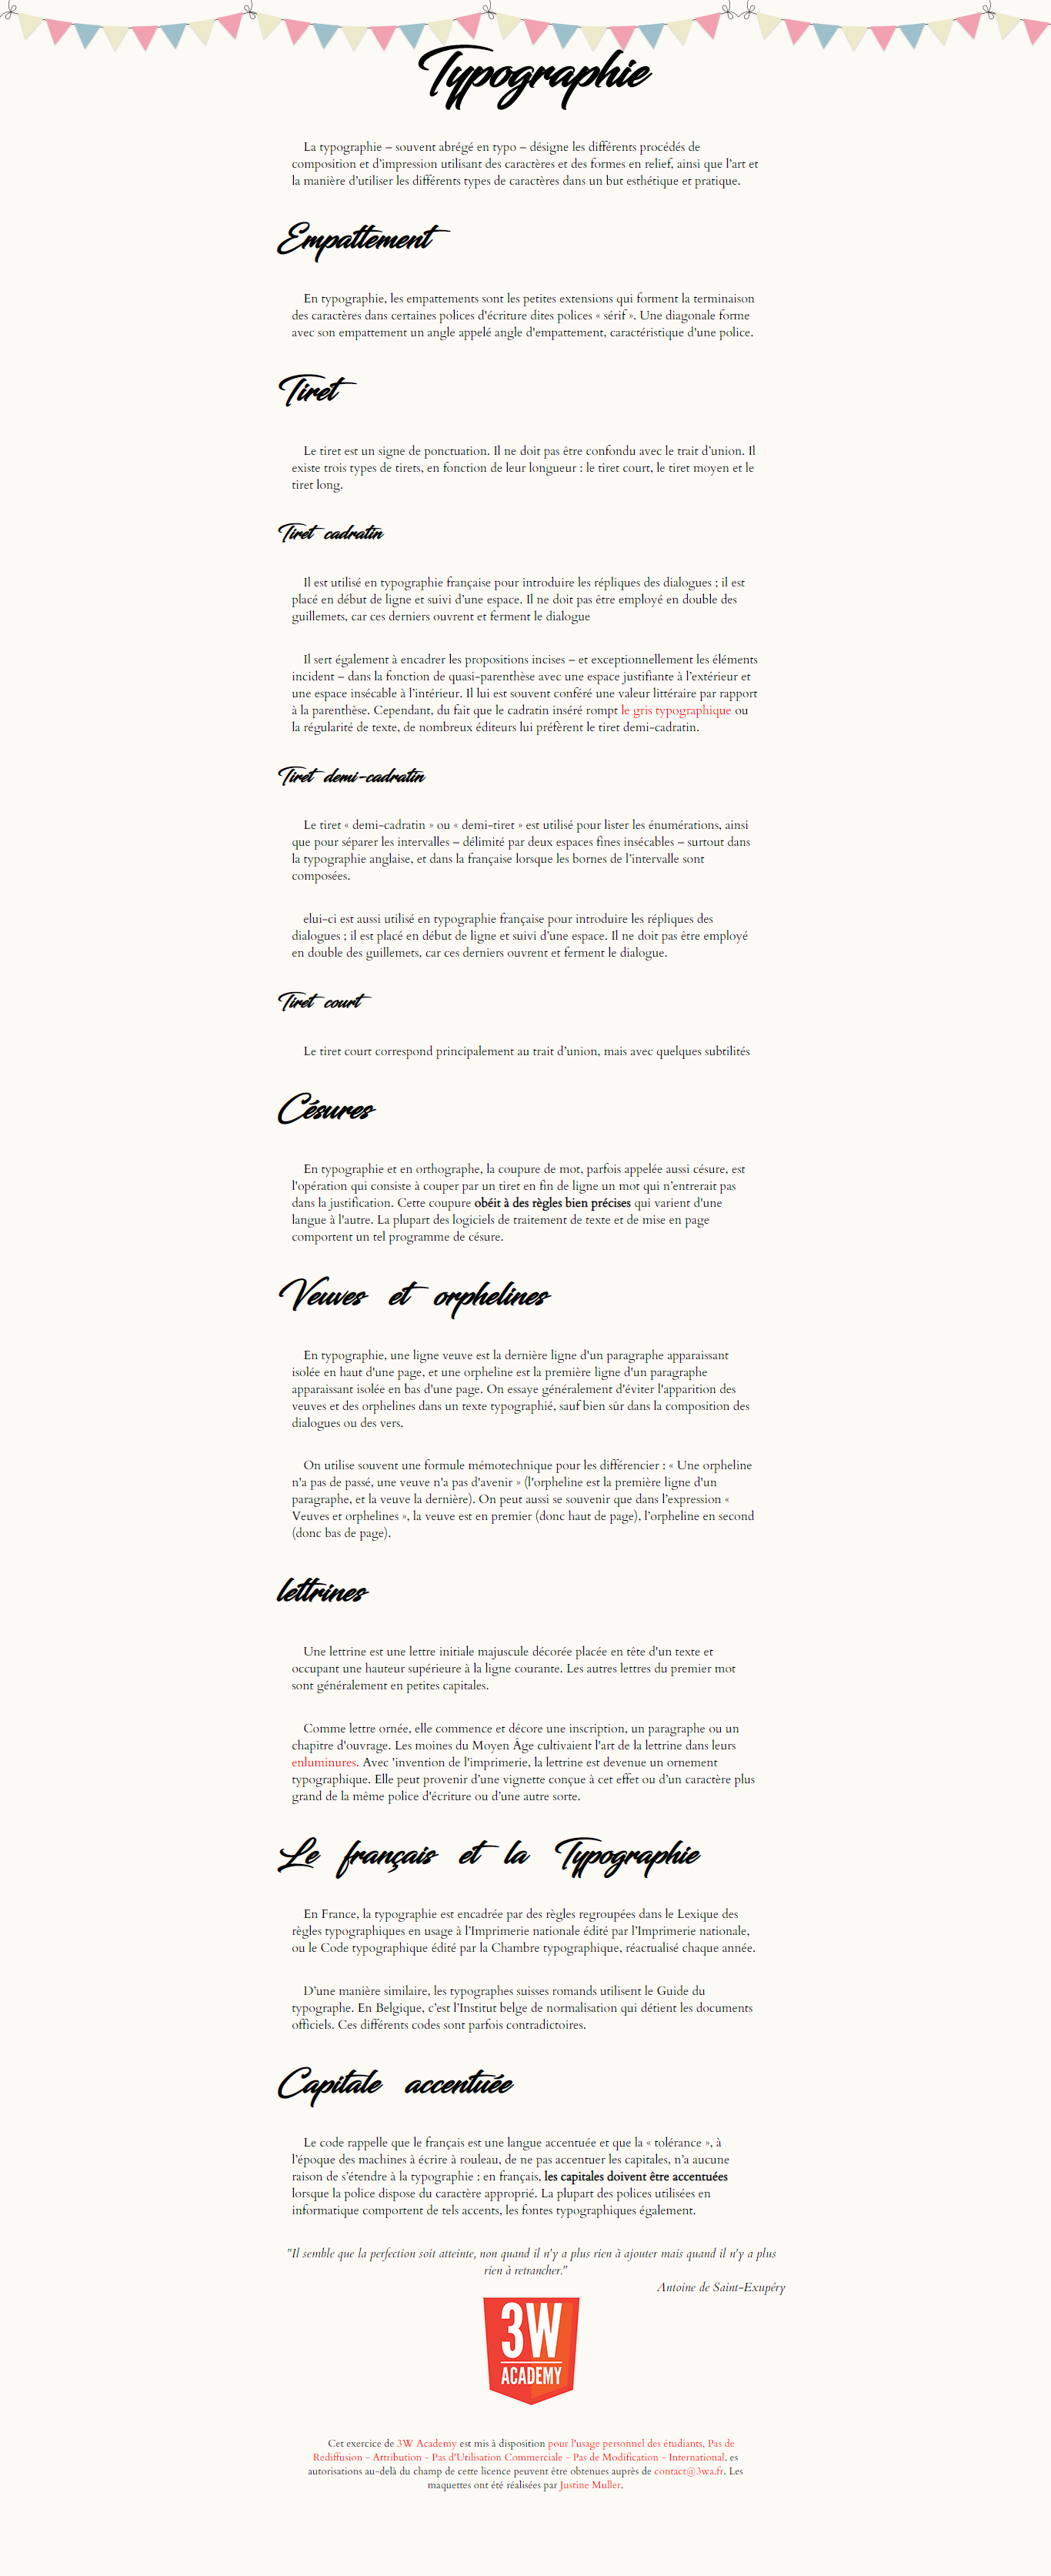 Typographie
La typographie – souvent abrégé en typo – désigne les différents procédés de
composition et d’impression utilisant des caractères et des formes en relief, ainsi que l’art et
la manière d’utiliser les différents types de caractères dans un but esthétique et pratique.
Empattement
En typographie, les empattements sont les petites extensions qui forment la terminaison
des caractères dans certaines polices d'écriture dites polices « sérif ». Une diagonale forme
avec son empattement un angle appelé angle d'empattement, caractéristique d'une police.
Tiret
Le tiret est un signe de ponctuation. Il ne doit pas être confondu avec le trait d’union. Il
existe trois types de tirets, en fonction de leur longueur : le tiret court, le tiret moyen et le
tiret long.
Tiret cadratin
Il est utilisé en typographie française pour introduire les répliques des dialogues ; il est
placé en début de ligne et suivi d’une espace. Il ne doit pas être employé en double des
guillemets, car ces derniers ouvrent et ferment le dialogue
Il sert également à encadrer les propositions incises – et exceptionnellement les éléments
incident – dans la fonction de quasi-parenthèse avec une espace justifiante à l’extérieur et
une espace insécable à l’intérieur. Il lui est souvent conféré une valeur littéraire par rapport
à la parenthèse. Cependant, du fait que le cadratin inséré rompt le gris typographique ou
la régularité de texte, de nombreux éditeurs lui préfèrent le tiret demi-cadratin.
Tiret demi-cadratin
Le tiret « demi-cadratin » ou « demi-tiret » est utilisé pour lister les énumérations, ainsi
que pour séparer les intervalles – délimité par deux espaces fines insécables – surtout dans
la typographie anglaise, et dans la française lorsque les bornes de l’intervalle sont
composées.
elui-ci est aussi utilisé en typographie française pour introduire les répliques des
dialogues ; il est placé en début de ligne et suivi d’une espace. Il ne doit pas être employé
en double des guillemets, car ces derniers ouvrent et ferment le dialogue.
Tiret court
Le tiret court correspond principalement au trait d’union, mais avec quelques subtilités
Césures
En typographie et en orthographe, la coupure de mot, parfois appelée aussi césure, est
l'opération qui consiste à couper par un tiret en fin de ligne un mot qui n’entrerait pas
dans la justification. Cette coupure obéit à des règles bien précises qui varient d'une
langue à l'autre. La plupart des logiciels de traitement de texte et de mise en page
comportent un tel programme de césure.
Veuves et orphelines
En typographie, une ligne veuve est la dernière ligne d'un paragraphe apparaissant
isolée en haut d'une page, et une orpheline est la première ligne d'un paragraphe
apparaissant isolée en bas d'une page. On essaye généralement d'éviter l'apparition des
veuves et des orphelines dans un texte typographié, sauf bien sûr dans la composition des
dialogues ou des vers.
On utilise souvent une formule mémotechnique pour les différencier : « Une orpheline
n'a pas de passé, une veuve n'a pas d'avenir » (l'orpheline est la première ligne d'un
paragraphe, et la veuve la dernière). On peut aussi se souvenir que dans l’expression «
Veuves et orphelines », la veuve est en premier (donc haut de page), l’orpheline en second
(donc bas de page).
lettrines
Une lettrine est une lettre initiale majuscule décorée placée en tête d'un texte et
occupant une hauteur supérieure à la ligne courante. Les autres lettres du premier mot
sont généralement en petites capitales.
Comme lettre ornée, elle commence et décore une inscription, un paragraphe ou un
chapitre d'ouvrage. Les moines du Moyen Âge cultivaient l'art de la lettrine dans leurs
enluminures. Avec 'invention de l'imprimerie, la lettrine est devenue un ornement
typographique. Elle peut provenir d’une vignette conçue à cet effet ou d’un caractère plus
grand de la même police d'écriture ou d’une autre sorte.
Le français et la Typographie
En France, la typographie est encadrée par des règles regroupées dans le Lexique des
règles typographiques en usage à l’Imprimerie nationale édité par l’Imprimerie nationale,
ou le Code typographique édité par la Chambre typographique, réactualisé chaque année.
D’une manière similaire, les typographes suisses romands utilisent le Guide du
typographe. En Belgique, c’est l’Institut belge de normalisation qui détient les documents
officiels. Ces différents codes sont parfois contradictoires.
Capitale accentuée
Le code rappelle que le français est une langue accentuée et que la « tolérance », à
l’époque des machines à écrire à rouleau, de ne pas accentuer les capitales, n’a aucune
raison de s’étendre à la typographie : en français, les capitales doivent être accentuées
lorsque la police dispose du caractère approprié. La plupart des polices utilisées en
informatique comportent de tels accents, les fontes typographiques également.
"Il semble que la perfection soit atteinte, non quand il n'y a plus rien à ajouter mais quand il n'y a plus
rien à retrancher."
Antoine de Saint-Exupéry
3W
ACADEMY
Cet exercice de 3W Academy est mis à disposition pour l'usage personnel des étudiants. Pas de
Rediffusion - Attribution - Pas d'Utilisation Commerciale - Pas de Modification - International. es
autorisations au-delà du champ de cette licence peuvent être obtenues auprès de contact@3wa.fr. Les
maquettes ont été réalisées par Justine Muller.